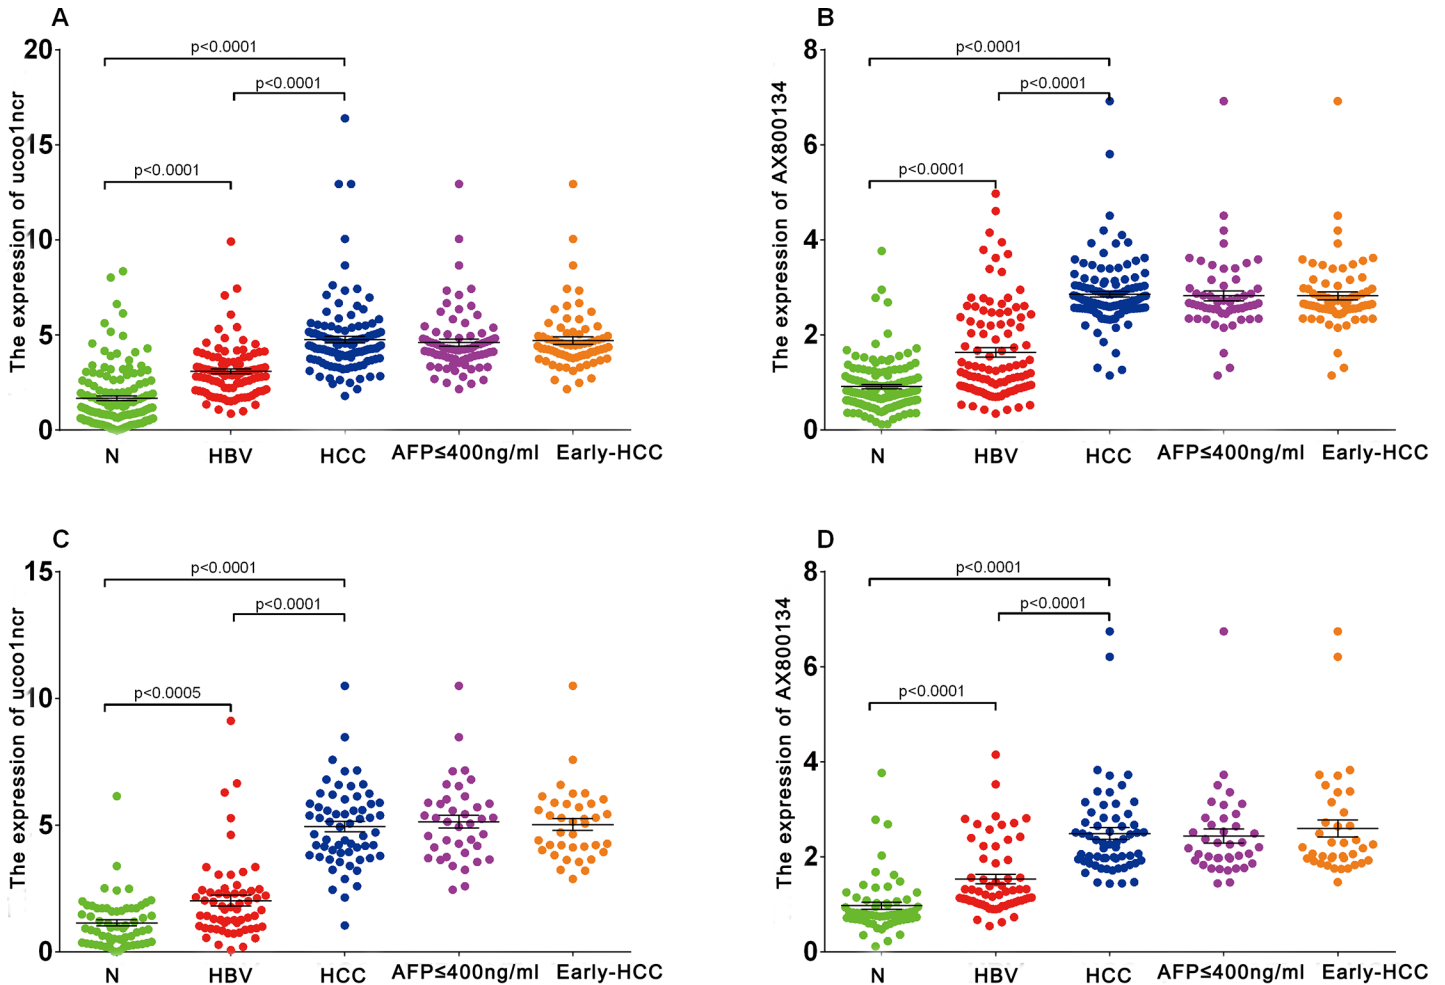 A
The expression of ucoo1ncr
20
15
10
5
0
p<0.0001
p<0.0001
p<0.0001
N
HBV
HCC
AFP≤400ng/ml
Early-HCC
B
The expression of AX800134
8
6
4
2
0
p<0.0001
p<0.0001
p<0.0001
N
HBV
HCC
AFP≤400ng/ml
Early-HCC
C
The expression of ucoo1ncr
15
10
5
0
p<0.0001
p<0.0001
p<0.0005
N
HBV
HCC
AFP≤400ng/ml
Early-HCC
D
The expression of AX800134
8
6
4
2
0
p<0.0001
p<0.0001
p<0.0001
N
HBV
HCC
AFP≤400ng/ml
Early-HCC